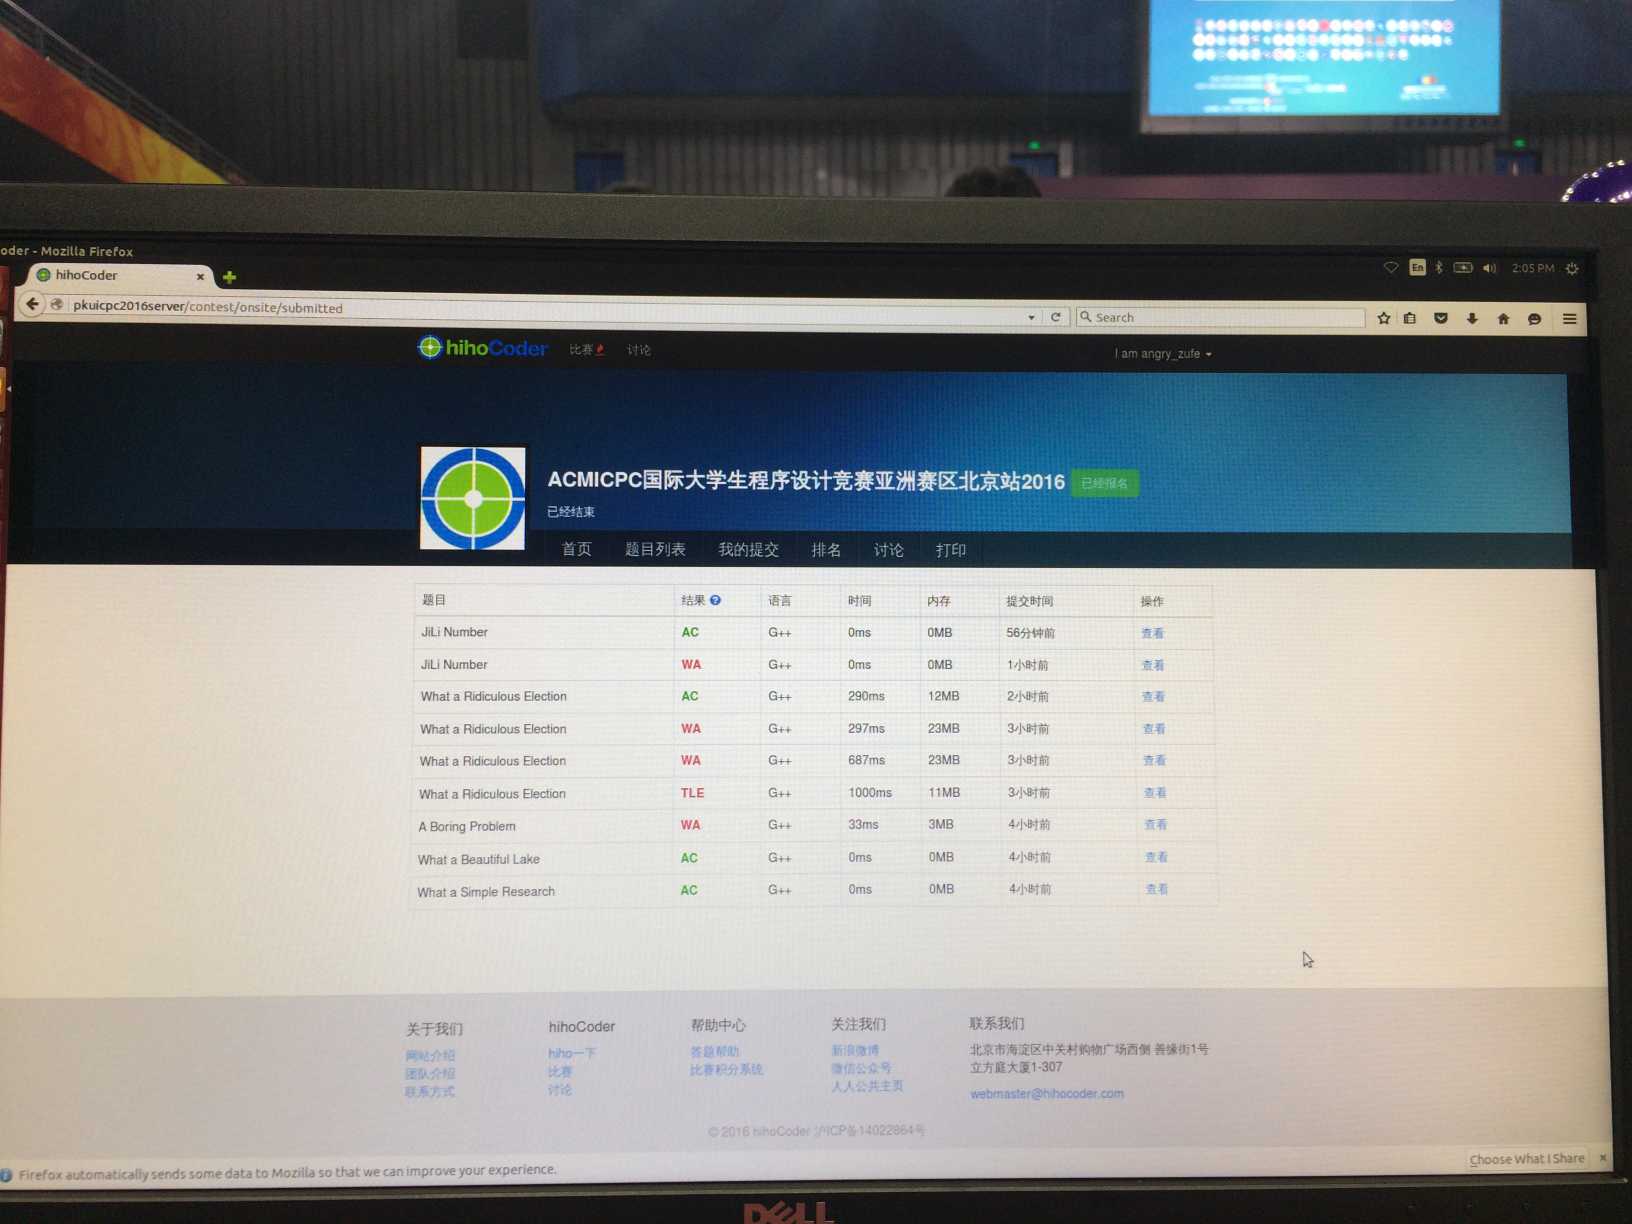 oder - Mozilla Firefox
En 2:05 PM
hihoCoder
pkuicpc2016server/contest/onsite/submitted
Search
hihoCoder 比赛 讨论 I am angry_zufe
ACMICPC国际大学生程序设计竞赛亚洲赛区北京站2016 已经报名
已经结束
首页 题目列表 我的提交 排名 讨论 打印
题目 结果 语言 时间 内存 提交时间 操作
JiLi Number AC G++ 0ms 0MB 56分钟前 查看
JiLi Number WA G++ 0ms 0MB 1小时前 查看
What a Ridiculous Election AC G++ 290ms 12MB 2小时前 查看
What a Ridiculous Election WA G++ 297ms 23MB 3小时前 查看
What a Ridiculous Election WA G++ 687ms 23MB 3小时前 查看
What a Ridiculous Election TLE G++ 1000ms 11MB 3小时前 查看
A Boring Problem WA G++ 33ms 3MB 4小时前 查看
What a Beautiful Lake AC G++ 0ms 0MB 4小时前 查看
What a Simple Research AC G++ 0ms 0MB 4小时前 查看
关于我们 hihoCoder 帮助中心 关注我们 联系我们
网站介绍 hiho一下 答题帮助 新浪微博 北京市海淀区中关村购物广场西侧 善缘街1号
团队介绍 比赛 比赛积分系统 微信公众号 立方庭大厦1-307
联系方式 讨论 人人公共主页 webmaster@hihocoder.com
© 2016 hihoCoder 沪ICP备14022864号
Firefox automatically sends some data to Mozilla so that we can improve your experience. Choose What I Share
DELL